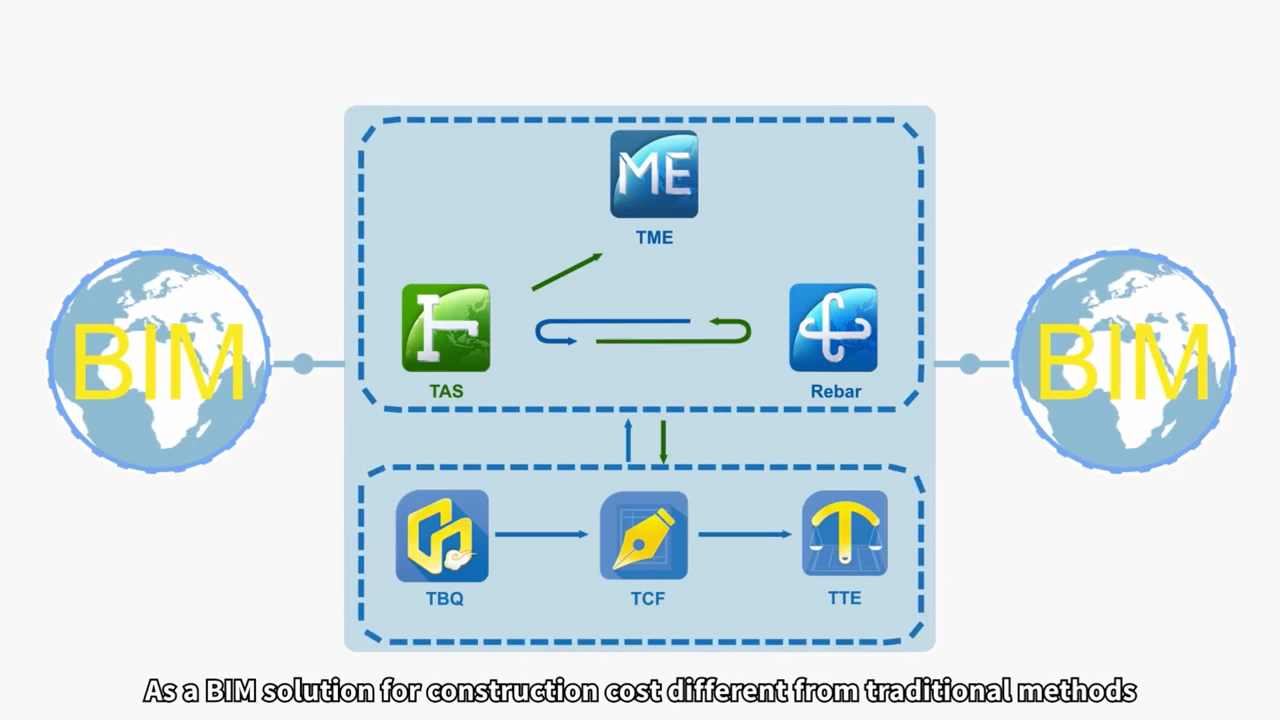 ME
TME
BIM
BIM
TAS
Rebar
TBQ
TCF
TTE
As a BIM solution for construction cost different from traditional methods